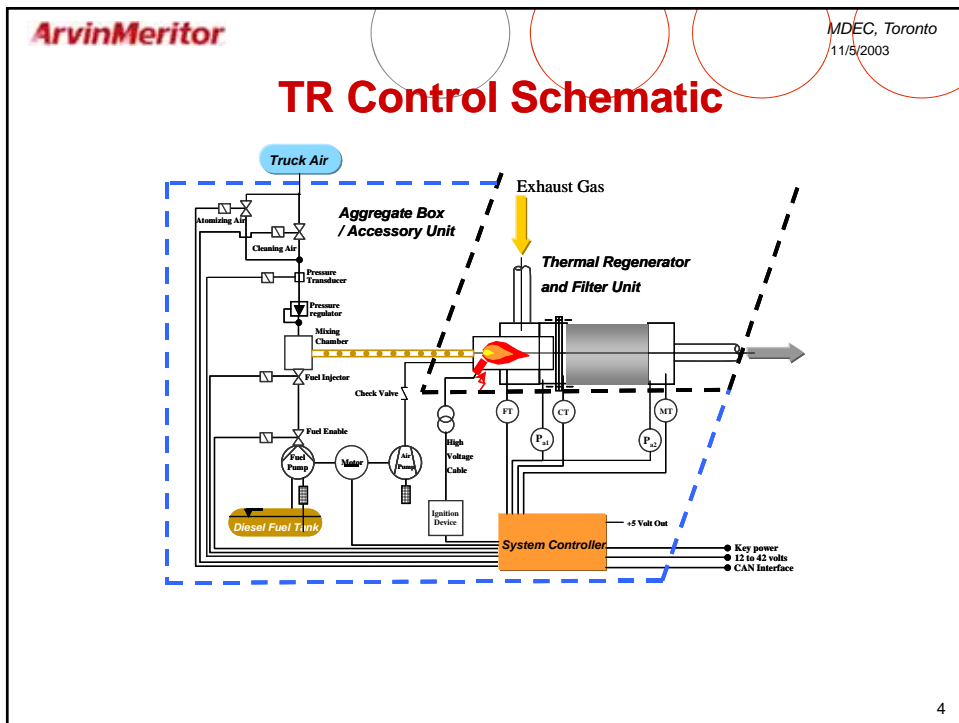 ArvinMeritor
MDEC, Toronto
11/5/2003
TR Control Schematic
Truck Air
Exhaust Gas
Atomizing Air
Aggregate Box
/ Accessory Unit
Cleaning Air
Thermal Regenerator
and Filter Unit
Pressure
Transducer
Pressure
regulator
Mixing
Chamber
Fuel Injector
Check Valve
FT
CT
MT
Pa1
Pa2
Fuel Enable
High
Voltage
Cable
Fuel
Pump
Motor
Air
Pump
Ignition
Device
Diesel Fuel Tank
System Controller
+5 Volt Out
Key power
12 to 42 volts
CAN Interface
4